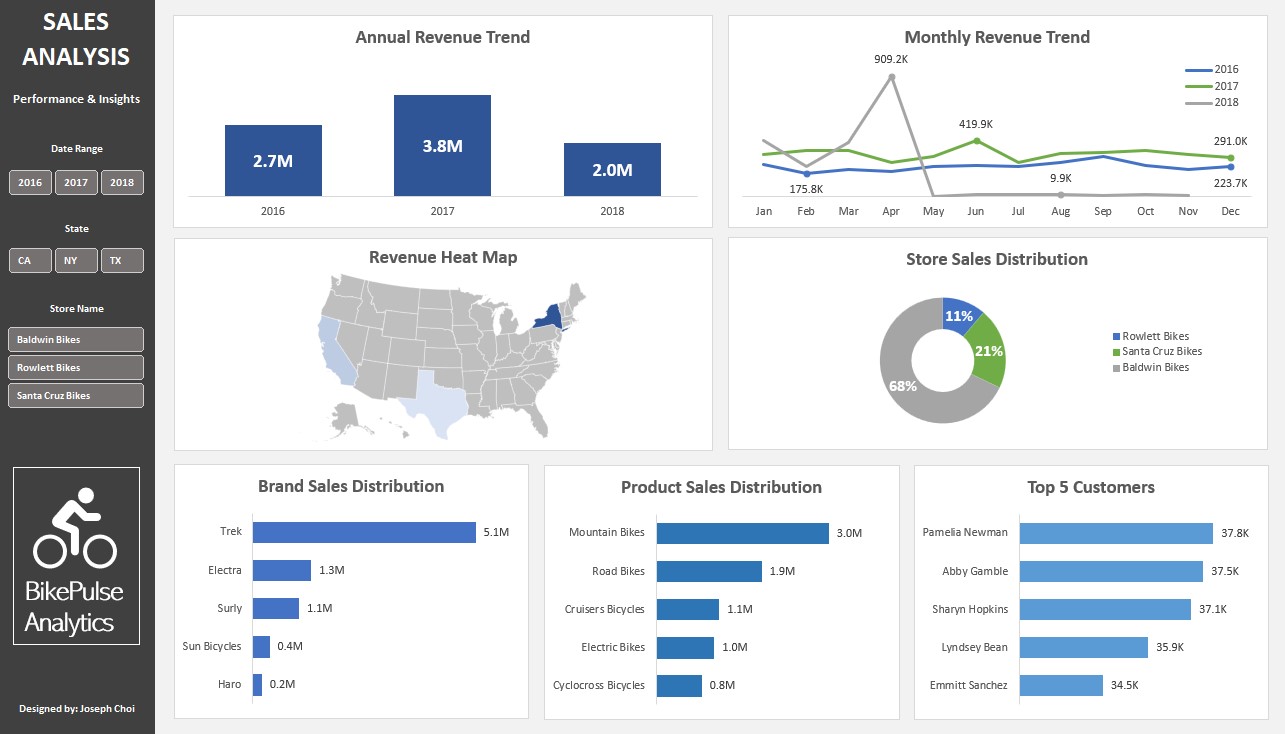 SALES
ANALYSIS
Performance & Insights
Date Range
2016 2017 2018
State
CA NY TX
Store Name
Baldwin Bikes
Rowlett Bikes
Santa Cruz Bikes
BikePulse
Analytics
Designed by: Joseph Choi
Annual Revenue Trend
2.7M 3.8M 2.0M
2016 2017 2018
Monthly Revenue Trend
909.2K
2016
2017
2018
419.9K
291.0K
175.8K
9.9K
223.7K
Jan Feb Mar Apr May Jun Jul Aug Sep Oct Nov Dec
Revenue Heat Map
Store Sales Distribution
11%
21%
68%
Rowlett Bikes
Santa Cruz Bikes
Baldwin Bikes
Brand Sales Distribution
Trek 5.1M
Electra 1.3M
Surly 1.1M
Sun Bicycles 0.4M
Haro 0.2M
Product Sales Distribution
Mountain Bikes 3.0M
Road Bikes 1.9M
Cruisers Bicycles 1.1M
Electric Bikes 1.0M
Cyclocross Bicycles 0.8M
Top 5 Customers
Pamelia Newman 37.8K
Abby Gamble 37.5K
Sharyn Hopkins 37.1K
Lyndsey Bean 35.9K
Emmitt Sanchez 34.5K